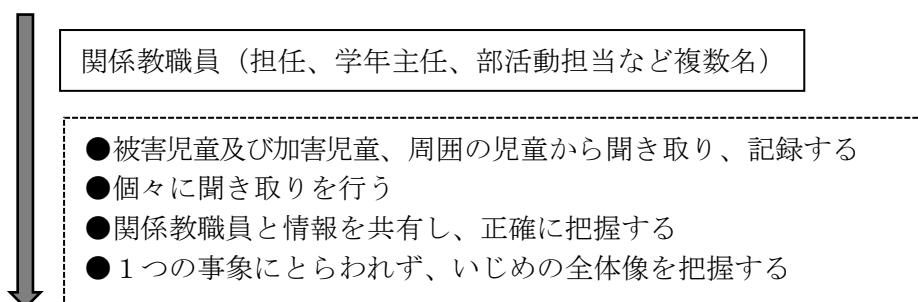 関係教職員（担任、学年主任、部活動担当など複数名）
●被害児童及び加害児童、周囲の児童から聞き取り、記録する
●個々に聞き取りを行う
●関係教職員と情報を共有し、正確に把握する
●１つの事象にとらわれず、いじめの全体像を把握する